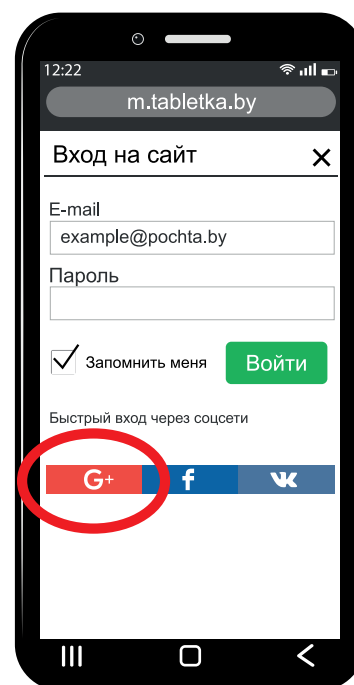 12:22
m.tabletka.by
Вход на сайт
E-mail
example@pochta.by
Пароль
Запомнить меня
Войти
Быстрый вход через соцсети
G+ f